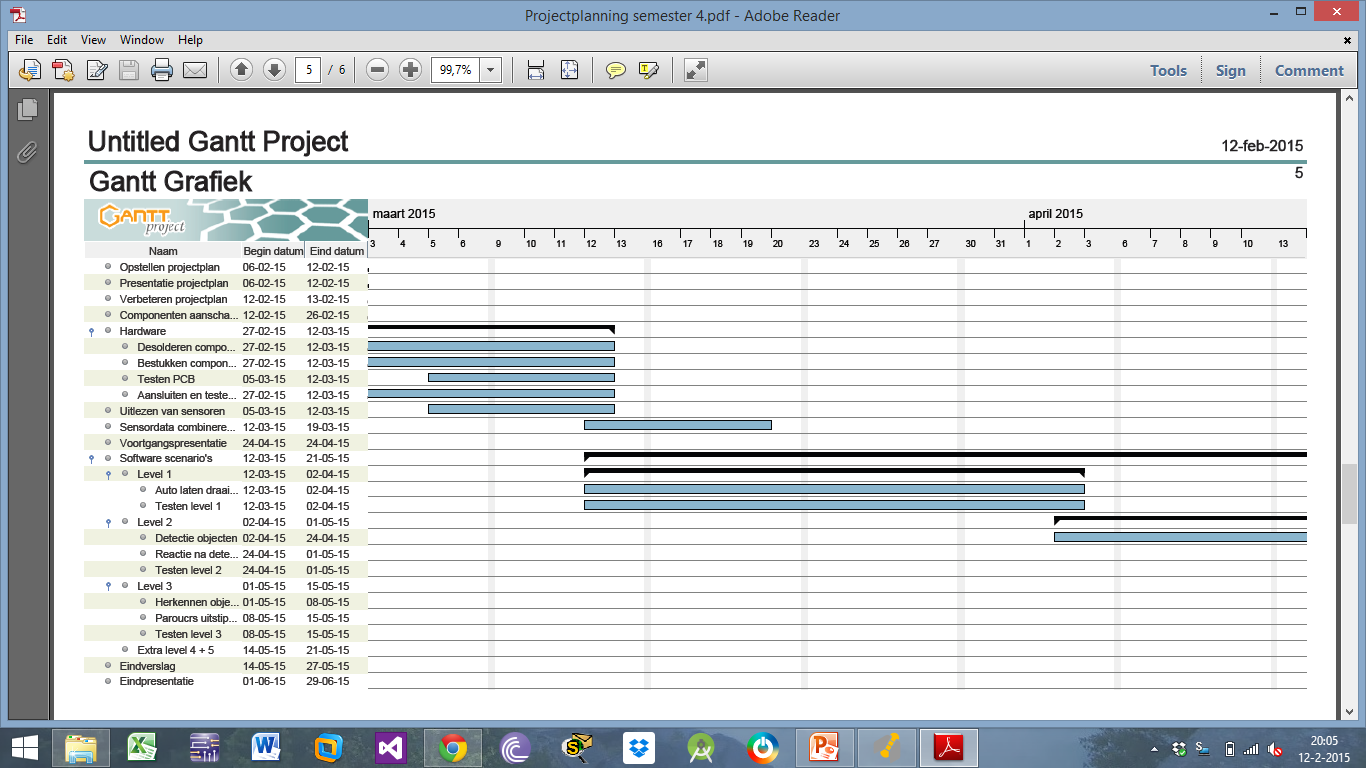 Projectplanning semester 4.pdf - Adobe Reader
File Edit View Window Help
5 / 6 99,7% Tools Sign Comment
Untitled Gantt Project
12-feb-2015
5
Gantt Grafiek
GANTT project
maart 2015 april 2015
3 4 5 6 9 10 11 12 13 16 17 18 19 20 23 24 25 26 27 30 31 1 2 3 6 7 8 9 10 13
Naam Begin datum Eind datum
Opstellen projectplan 06-02-15 12-02-15
Presentatie projectplan 06-02-15 12-02-15
Verbeteren projectplan 12-02-15 13-02-15
Componenten aanscha... 12-02-15 26-02-15
Hardware 27-02-15 12-03-15
Desolderen compo... 27-02-15 12-03-15
Bestukken compon... 27-02-15 12-03-15
Testen PCB 05-03-15 12-03-15
Aansluiten en teste... 27-02-15 12-03-15
Uitlezen van sensoren 05-03-15 12-03-15
Sensordata combinere... 12-03-15 19-03-15
Voortgangspresentatie 24-04-15 24-04-15
Software scenario's 12-03-15 21-05-15
Level 1 12-03-15 02-04-15
Auto laten draai... 12-03-15 02-04-15
Testen level 1 12-03-15 02-04-15
Level 2 02-04-15 01-05-15
Detectie objecten 02-04-15 24-04-15
Reactie na dete... 24-04-15 01-05-15
Testen level 2 24-04-15 01-05-15
Level 3 01-05-15 15-05-15
Herkennen obje... 01-05-15 08-05-15
Paroucrs uitstip... 08-05-15 15-05-15
Testen level 3 08-05-15 15-05-15
Extra level 4 + 5 14-05-15 21-05-15
Eindverslag 14-05-15 27-05-15
Eindpresentatie 01-06-15 29-06-15
20:05
12-2-2015